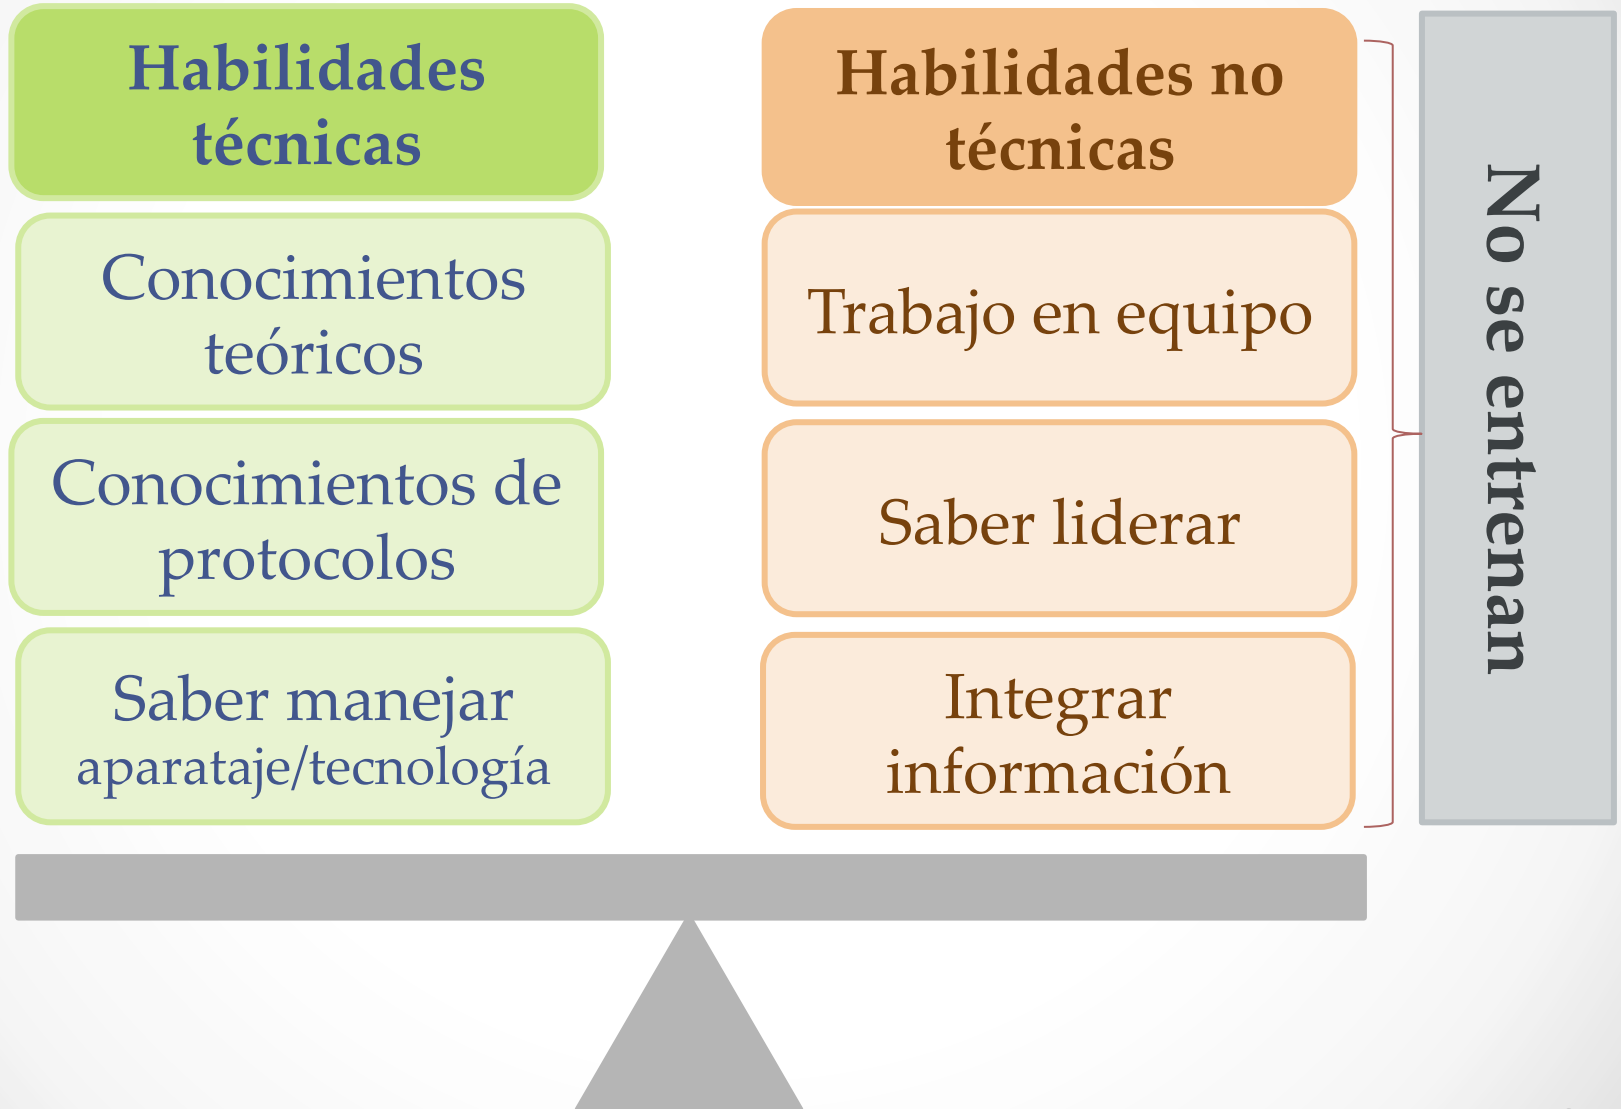 Habilidades
técnicas
Conocimientos
teóricos
Conocimientos de
protocolos
Saber manejar
aparataje/tecnología
Habilidades no
técnicas
Trabajo en equipo
Saber liderar
Integrar
información
No se entrenan